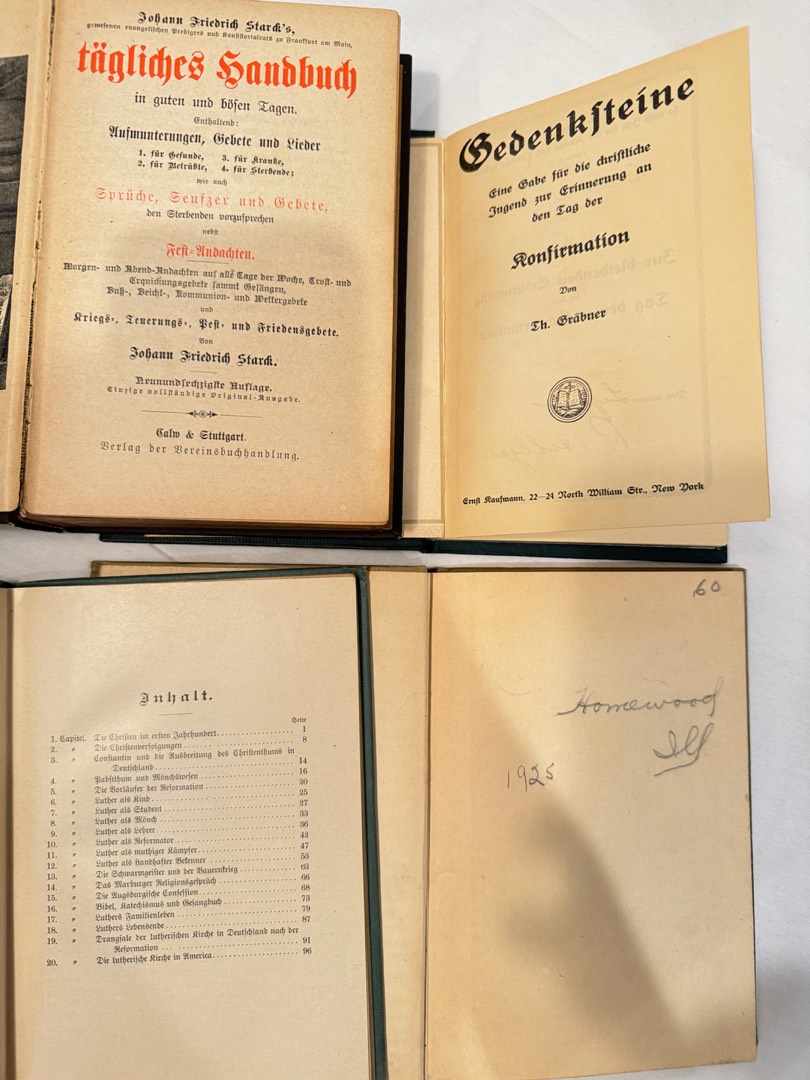 Johann Friedrich Starck's,
gewesenen evangelischen Predigers und Konsistorialrats zu Frankfurt am Main,
tägliches Handbuch
in guten und bösen Tagen.
Enthaltend:
Aufmunterungen, Gebete und Lieder
1. für Gesunde, 3. für Kranke,
2. für Betrübte, 4. für Sterbende;
wie auch
Sprüche, Seufzer und Gebete,
den Sterbenden vorzusprechen
nebst
Fest-Andachten.
Morgen- und Abend-Andachten auf alle Tage der Woche, Trost- und
Erquickungsgebete sammt Gesängen,
Buß-, Beicht-, Kommunion- und Wettergebete
und
Kriegs-, Teuerungs-, Pest- und Friedensgebete.
Von
Johann Friedrich Starck.
Neunundsechzigste Auflage.
Einzige vollständige Original-Ausgabe.
Calw & Stuttgart.
Verlag der Vereinsbuchhandlung.
Gedenksteine
Eine Gabe für die christliche
Jugend zur Erinnerung an
den Tag der
Konfirmation
Von
Th. Gräbner
Ernst Kaufmann, 22—24 North William Str., New York
Inhalt.
Seite
1. Capitel. Die Christen im ersten Jahrhundert. 1
2. „ Die Christenverfolgungen 8
3. „ Constantin und die Ausbreitung des Christenthums in
Deutschland 14
4. „ Pabstthum und Mönchswesen 16
5. „ Die Vorläufer der Reformation 20
6. „ Luther als Kind 25
7. „ Luther als Student 27
8. „ Luther als Mönch 33
9. „ Luther als Lehrer 36
10. „ Luther als Reformator 42
11. „ Luther als muthiger Kämpfer 47
12. „ Luther als standhafter Bekenner 53
13. „ Die Schwarmgeister und der Bauernkrieg 62
14. „ Das Marburger Religionsgespräch 66
15. „ Die Augsburgische Confession 68
16. „ Bibel, Katechismus und Gesangbuch 73
17. „ Luthers Familienleben 79
18. „ Luthers Lebensende 87
19. „ Drangsale der lutherischen Kirche in Deutschland nach der
Reformation 91
20. „ Die lutherische Kirche in America 96
60
Homewood
Ill
1925